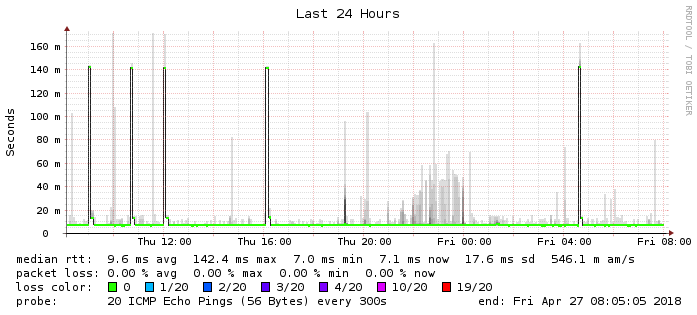 Last 24 Hours
RRDTOOL / TOBI OETIKER
Seconds
160 m
140 m
120 m
100 m
80 m
60 m
40 m
20 m
0
Thu 12:00 Thu 16:00 Thu 20:00 Fri 00:00 Fri 04:00 Fri 08:00
median rtt: 9.6 ms avg 142.4 ms max 7.0 ms min 7.1 ms now 17.6 ms sd 546.1 m am/s
packet loss: 0.00 % avg 0.00 % max 0.00 % min 0.00 % now
loss color: 0 1/20 2/20 3/20 4/20 10/20 19/20
probe: 20 ICMP Echo Pings (56 Bytes) every 300s end: Fri Apr 27 08:05:05 2018